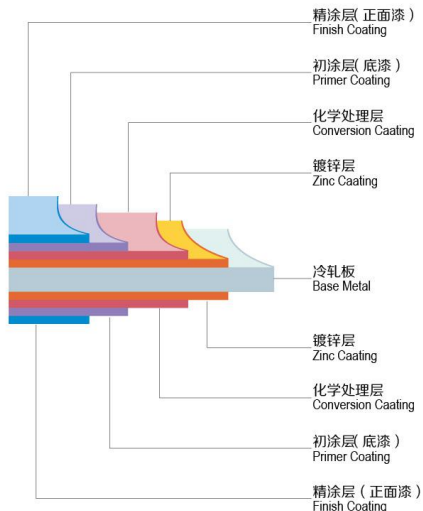 精涂层(正面漆)
Finish Coating
初涂层(底漆)
Primer Coating
化学处理层
Conversion Caating
镀锌层
Zinc Caating
冷轧板
Base Metal
镀锌层
Zinc Caating
化学处理层
Conversion Caating
初涂层(底漆)
Primer Coating
精涂层(正面漆)
Finish Coating